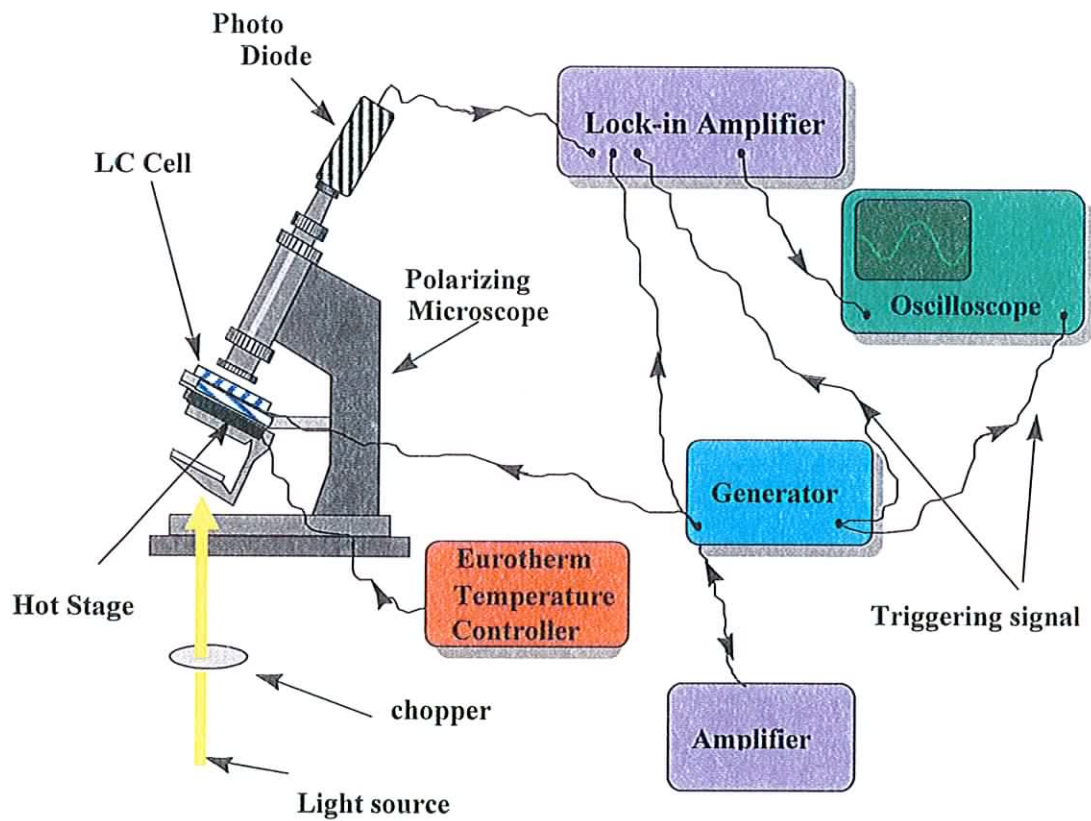 Photo
Diode
Lock-in Amplifier
LC Cell
Polarizing
Microscope
Oscilloscope
Generator
Eurotherm
Temperature
Controller
Hot Stage
Triggering signal
chopper
Amplifier
Light source